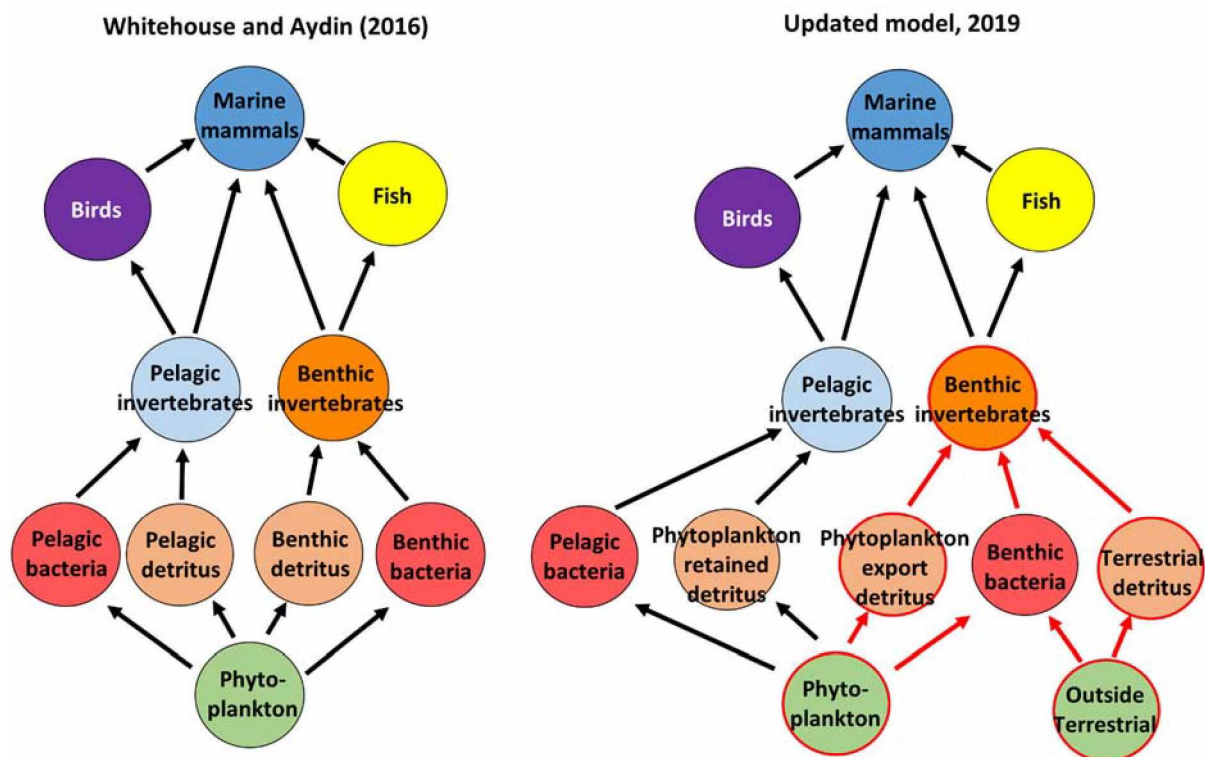 Whitehouse and Aydin (2016)
Marine
mammals
Birds
Fish
Pelagic
invertebrates
Benthic
invertebrates
Pelagic
bacteria
Pelagic
detritus
Benthic
detritus
Benthic
bacteria
Phyto-
plankton
Updated model, 2019
Marine
mammals
Birds
Fish
Pelagic
invertebrates
Benthic
invertebrates
Pelagic
bacteria
Phytoplankton
retained
detritus
Phytoplankton
export
detritus
Benthic
bacteria
Terrestrial
detritus
Phyto-
plankton
Outside
Terrestrial